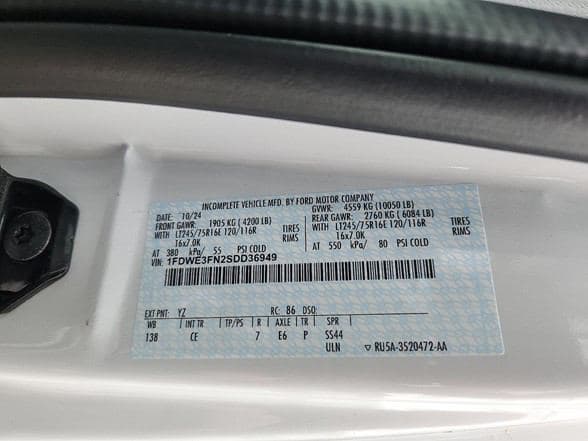 INCOMPLETE VEHICLE MFD. BY FORD MOTOR COMPANY
DATE: 10/24 GVWR: 4559 KG (10050 LB)
FRONT GAWR: 1905 KG (4200 LB) REAR GAWR: 2760 KG (6084 LB)
WITH LT245/75R16E 120/116R TIRES WITH LT245/75R16E 120/116R TIRES
16x7.0K RIMS 16x7.0K RIMS
AT 380 kPa/ 55 PSI COLD AT 550 kPa/ 80 PSI COLD
VIN: 1FDWE3FN2SDD36949
EXT PNT: YZ RC: 86 DSO:
WB INT TR TP/PS R AXLE TR SPR
138 CE 7 E6 P SS44
ULN ▽ RU5A-3520472-AA